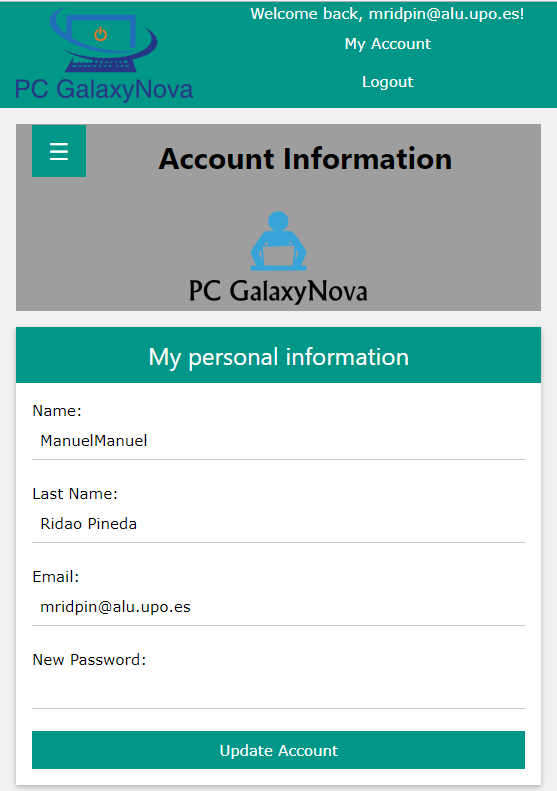 Welcome back, mridpin@alu.upo.es!
My Account
Logout
PC GalaxyNova
Account Information
PC GalaxyNova
My personal information
Name:
ManuelManuel
Last Name:
Ridao Pineda
Email:
mridpin@alu.upo.es
New Password:
Update Account